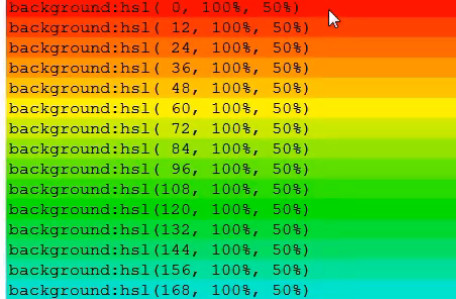 background:hsl( 0, 100%, 50%)
background:hsl( 12, 100%, 50%)
background:hsl( 24, 100%, 50%)
background:hsl( 36, 100%, 50%)
background:hsl( 48, 100%, 50%)
background:hsl( 60, 100%, 50%)
background:hsl( 72, 100%, 50%)
background:hsl( 84, 100%, 50%)
background:hsl( 96, 100%, 50%)
background:hsl(108, 100%, 50%)
background:hsl(120, 100%, 50%)
background:hsl(132, 100%, 50%)
background:hsl(144, 100%, 50%)
background:hsl(156, 100%, 50%)
background:hsl(168, 100%, 50%)